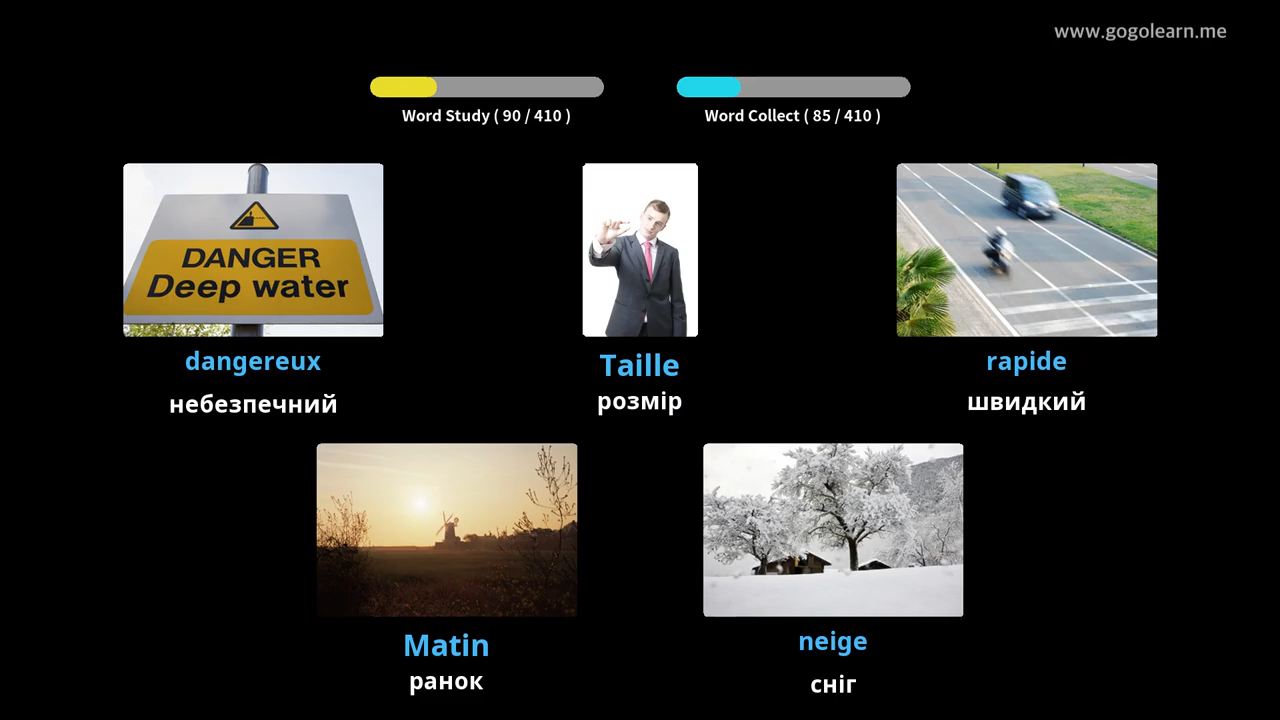 www.gogolearn.me
Word Study ( 90 / 410 )
Word Collect ( 85 / 410 )
DANGER
Deep water
dangereux
небезпечний
Taille
розмір
rapide
швидкий
Matin
ранок
neige
сніг